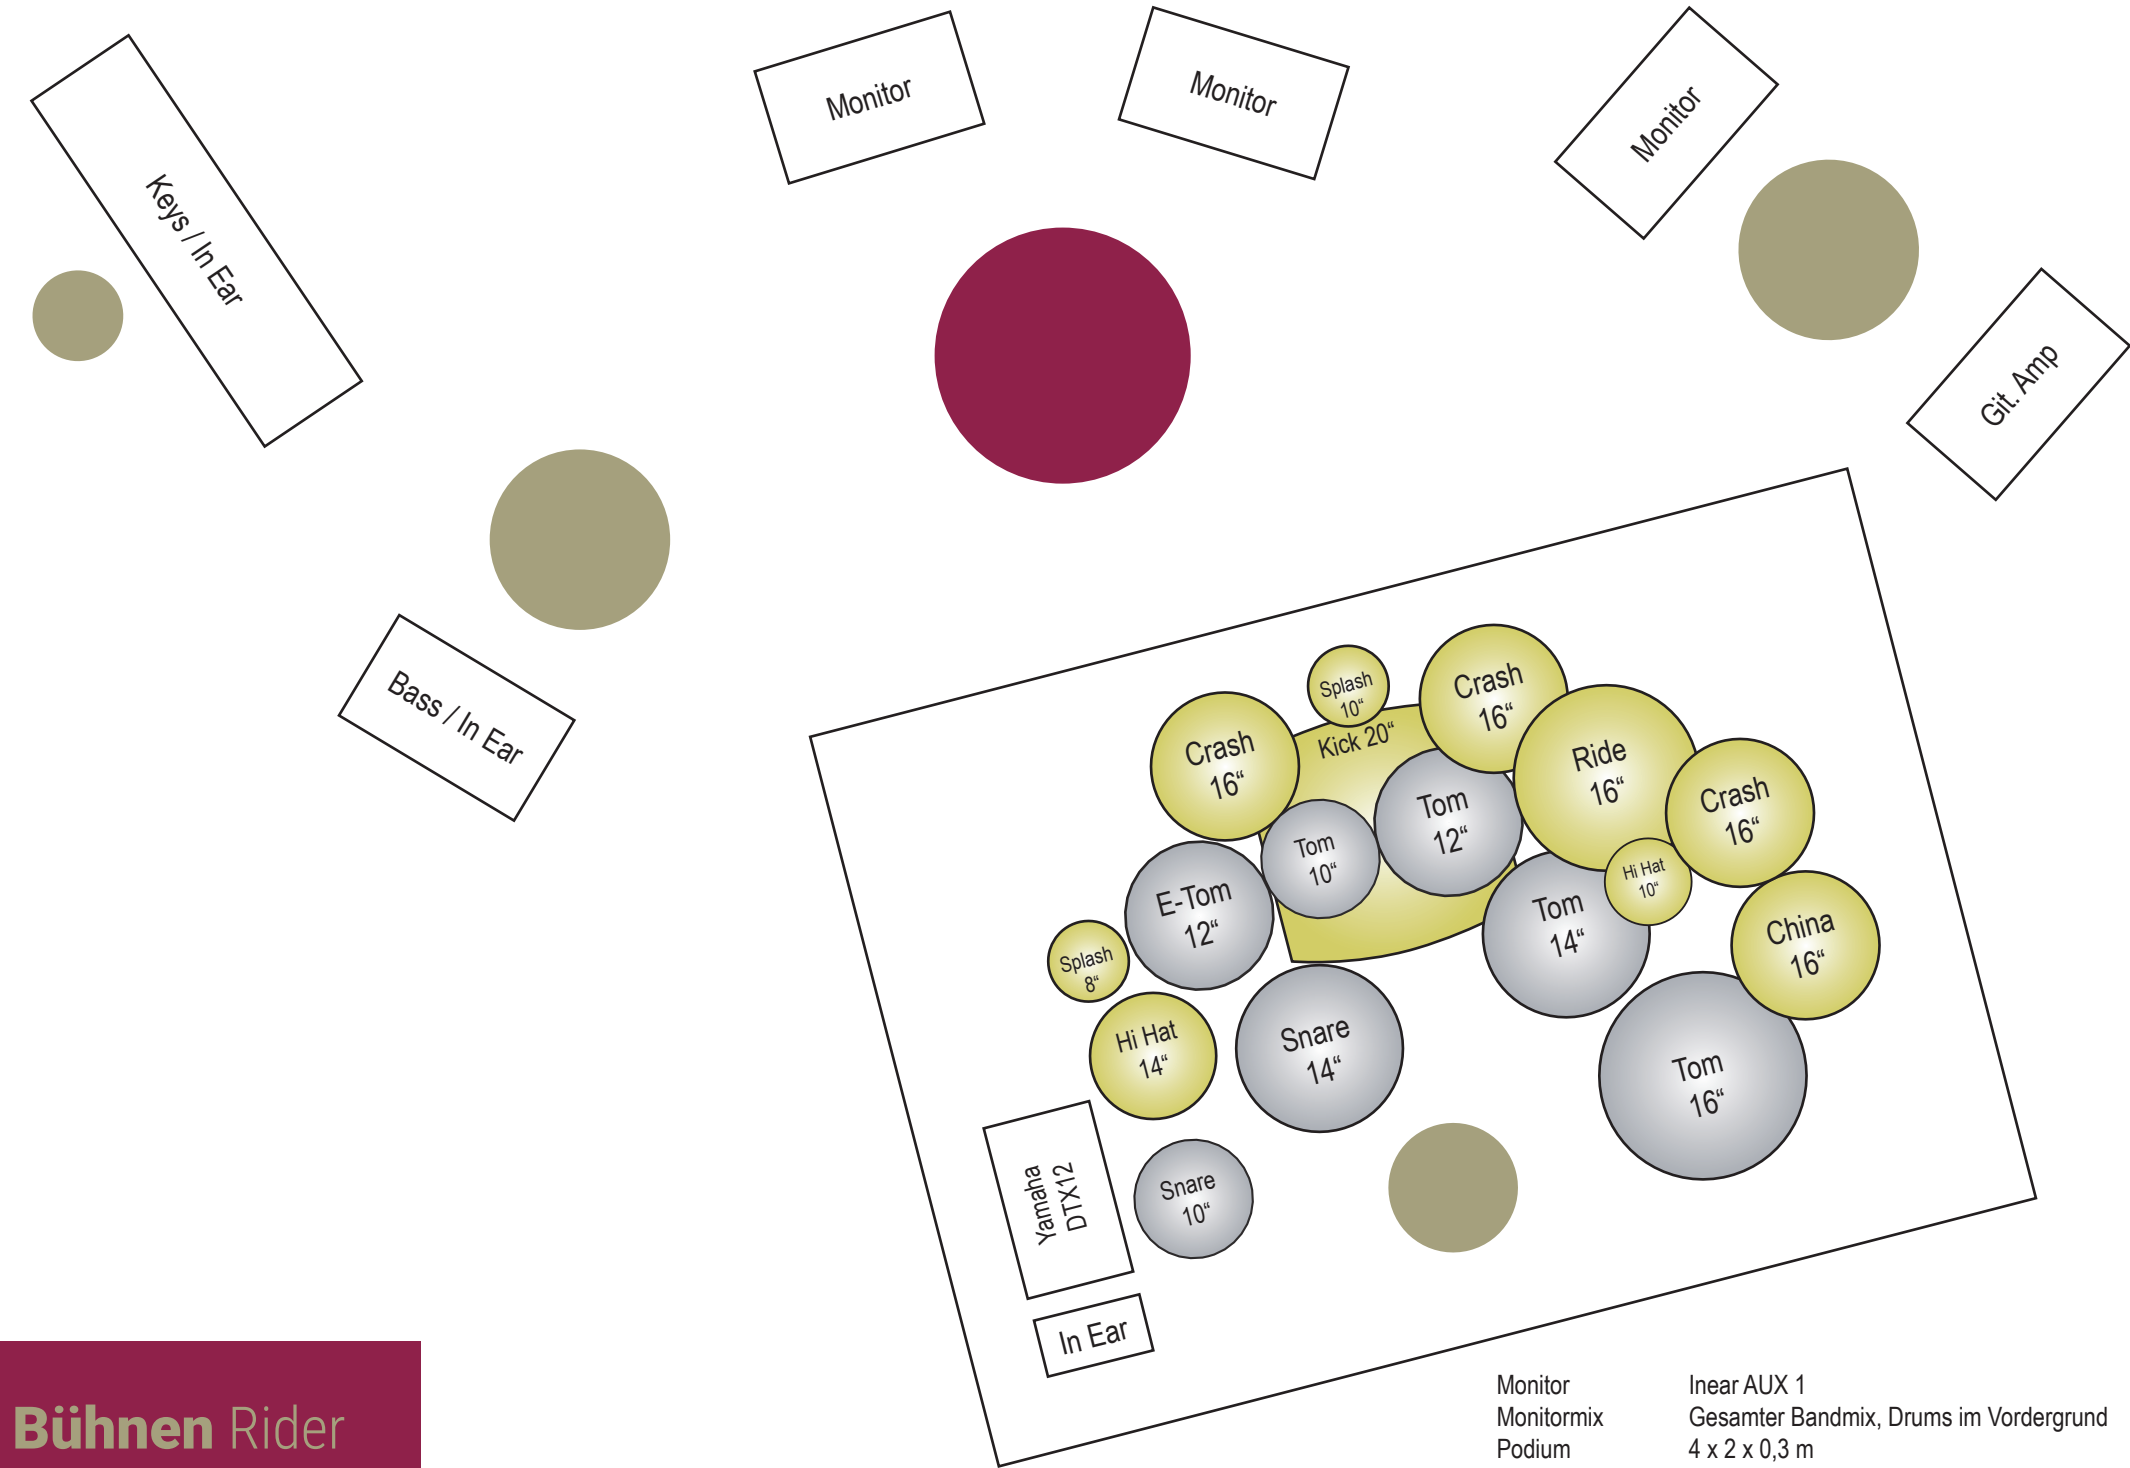 Monitor
Monitor
Monitor
Keys / In Ear
Git. Amp
Bass / In Ear
Splash
10“
Crash
16“
Kick 20“
Crash
16“
Ride
16“
Crash
16“
Tom
10“
Tom
12“
Hi Hat
10“
E-Tom
12“
Tom
14“
China
16“
Splash
8“
Hi Hat
14“
Snare
14“
Tom
16“
Yamaha
DTX12
Snare
10“
In Ear
Monitor Inear AUX 1
Monitormix Gesamter Bandmix, Drums im Vordergrund
Podium 4 x 2 x 0,3 m
Bühnen Rider